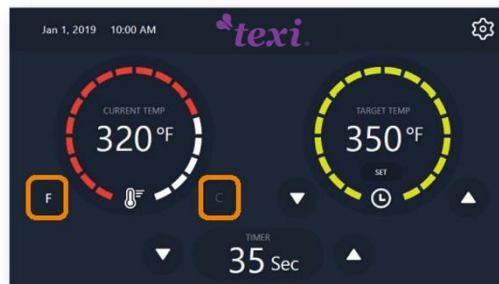 Jan 1, 2019 10:00 AM texi
CURRENT TEMP
320 °F
TARGET TEMP
350 °F
SET
F
C
TIMER
35 Sec